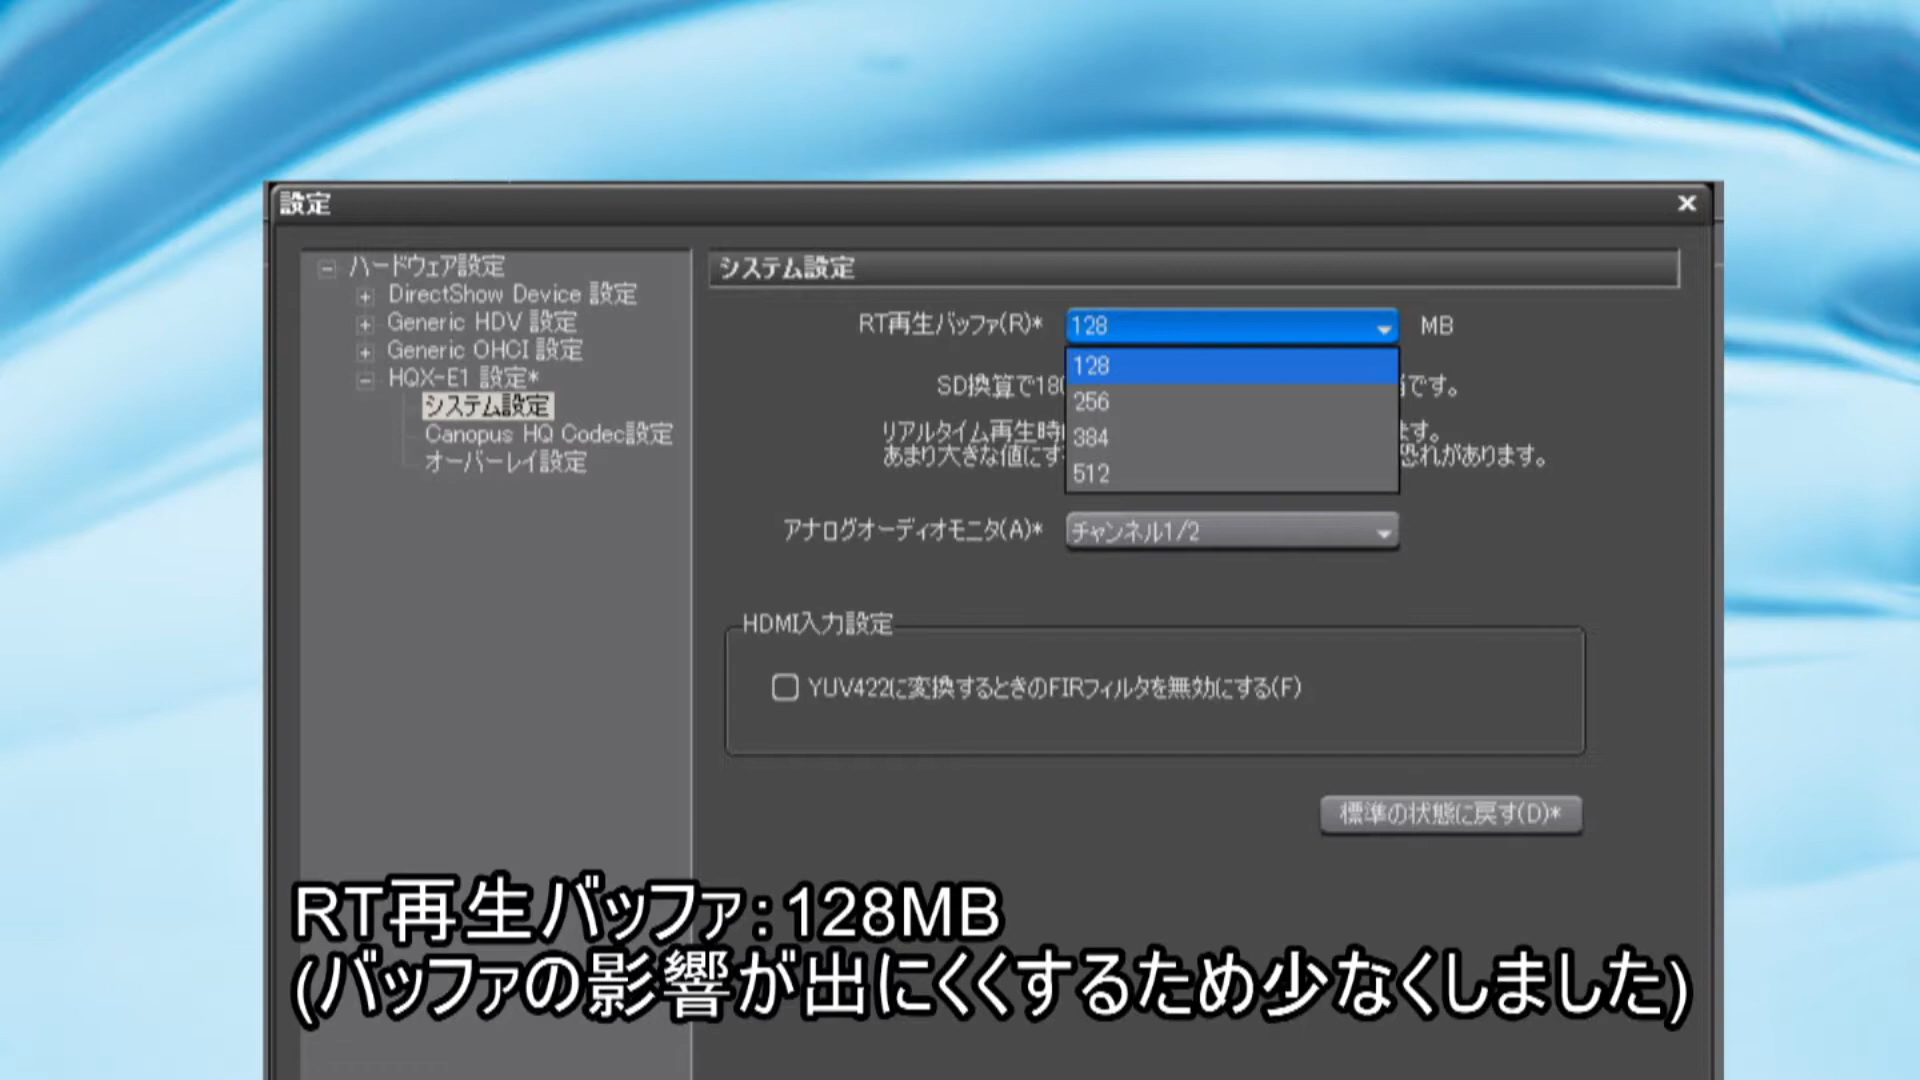 設定
ハードウェア設定
DirectShow Device 設定
Generic HDV 設定
Generic OHCI 設定
HQX-E1 設定*
システム設定
Canopus HQ Codec設定
オーバーレイ設定
システム設定
RT再生バッファ(R)* 128 MB
128
256
384
512
SD換算で180
です。
リアルタイム再生時
ます。
あまり大きな値にす
恐れがあります。
アナログオーディオモニタ(A)* チャンネル1/2
HDMI入力設定
YUV422に変換するときのFIRフィルタを無効にする(F)
標準の状態に戻す(D)*
RT再生バッファ:128MB
(バッファの影響が出にくくするため少なくしました)